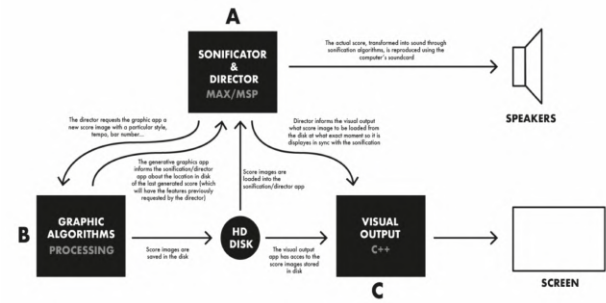 A
SONIFICATOR
&
DIRECTOR
MAX/MSP
The actual score, transformed into sound through
sonification algorithms, is reproduced using the
computer's soundcard
SPEAKERS
The director requests the graphic app a
new score image with a particular style,
tempo, bar number...
Director informs the visual output
what score image to be loaded from
the disk at what exact moment so it is
displayes in sync with the sonification
The generative graphics app
informs the sonification/director
app about the location in disk
of the last generated score (which
will have the features previously
requested by the director)
Score images are
loaded into the
sonification/director app
B
GRAPHIC
ALGORITHMS
PROCESSING
Score images are
saved in the disk
HD
DISK
The visual output
app has acces to the
score images stored
in disk
VISUAL
OUTPUT
C++
C
SCREEN